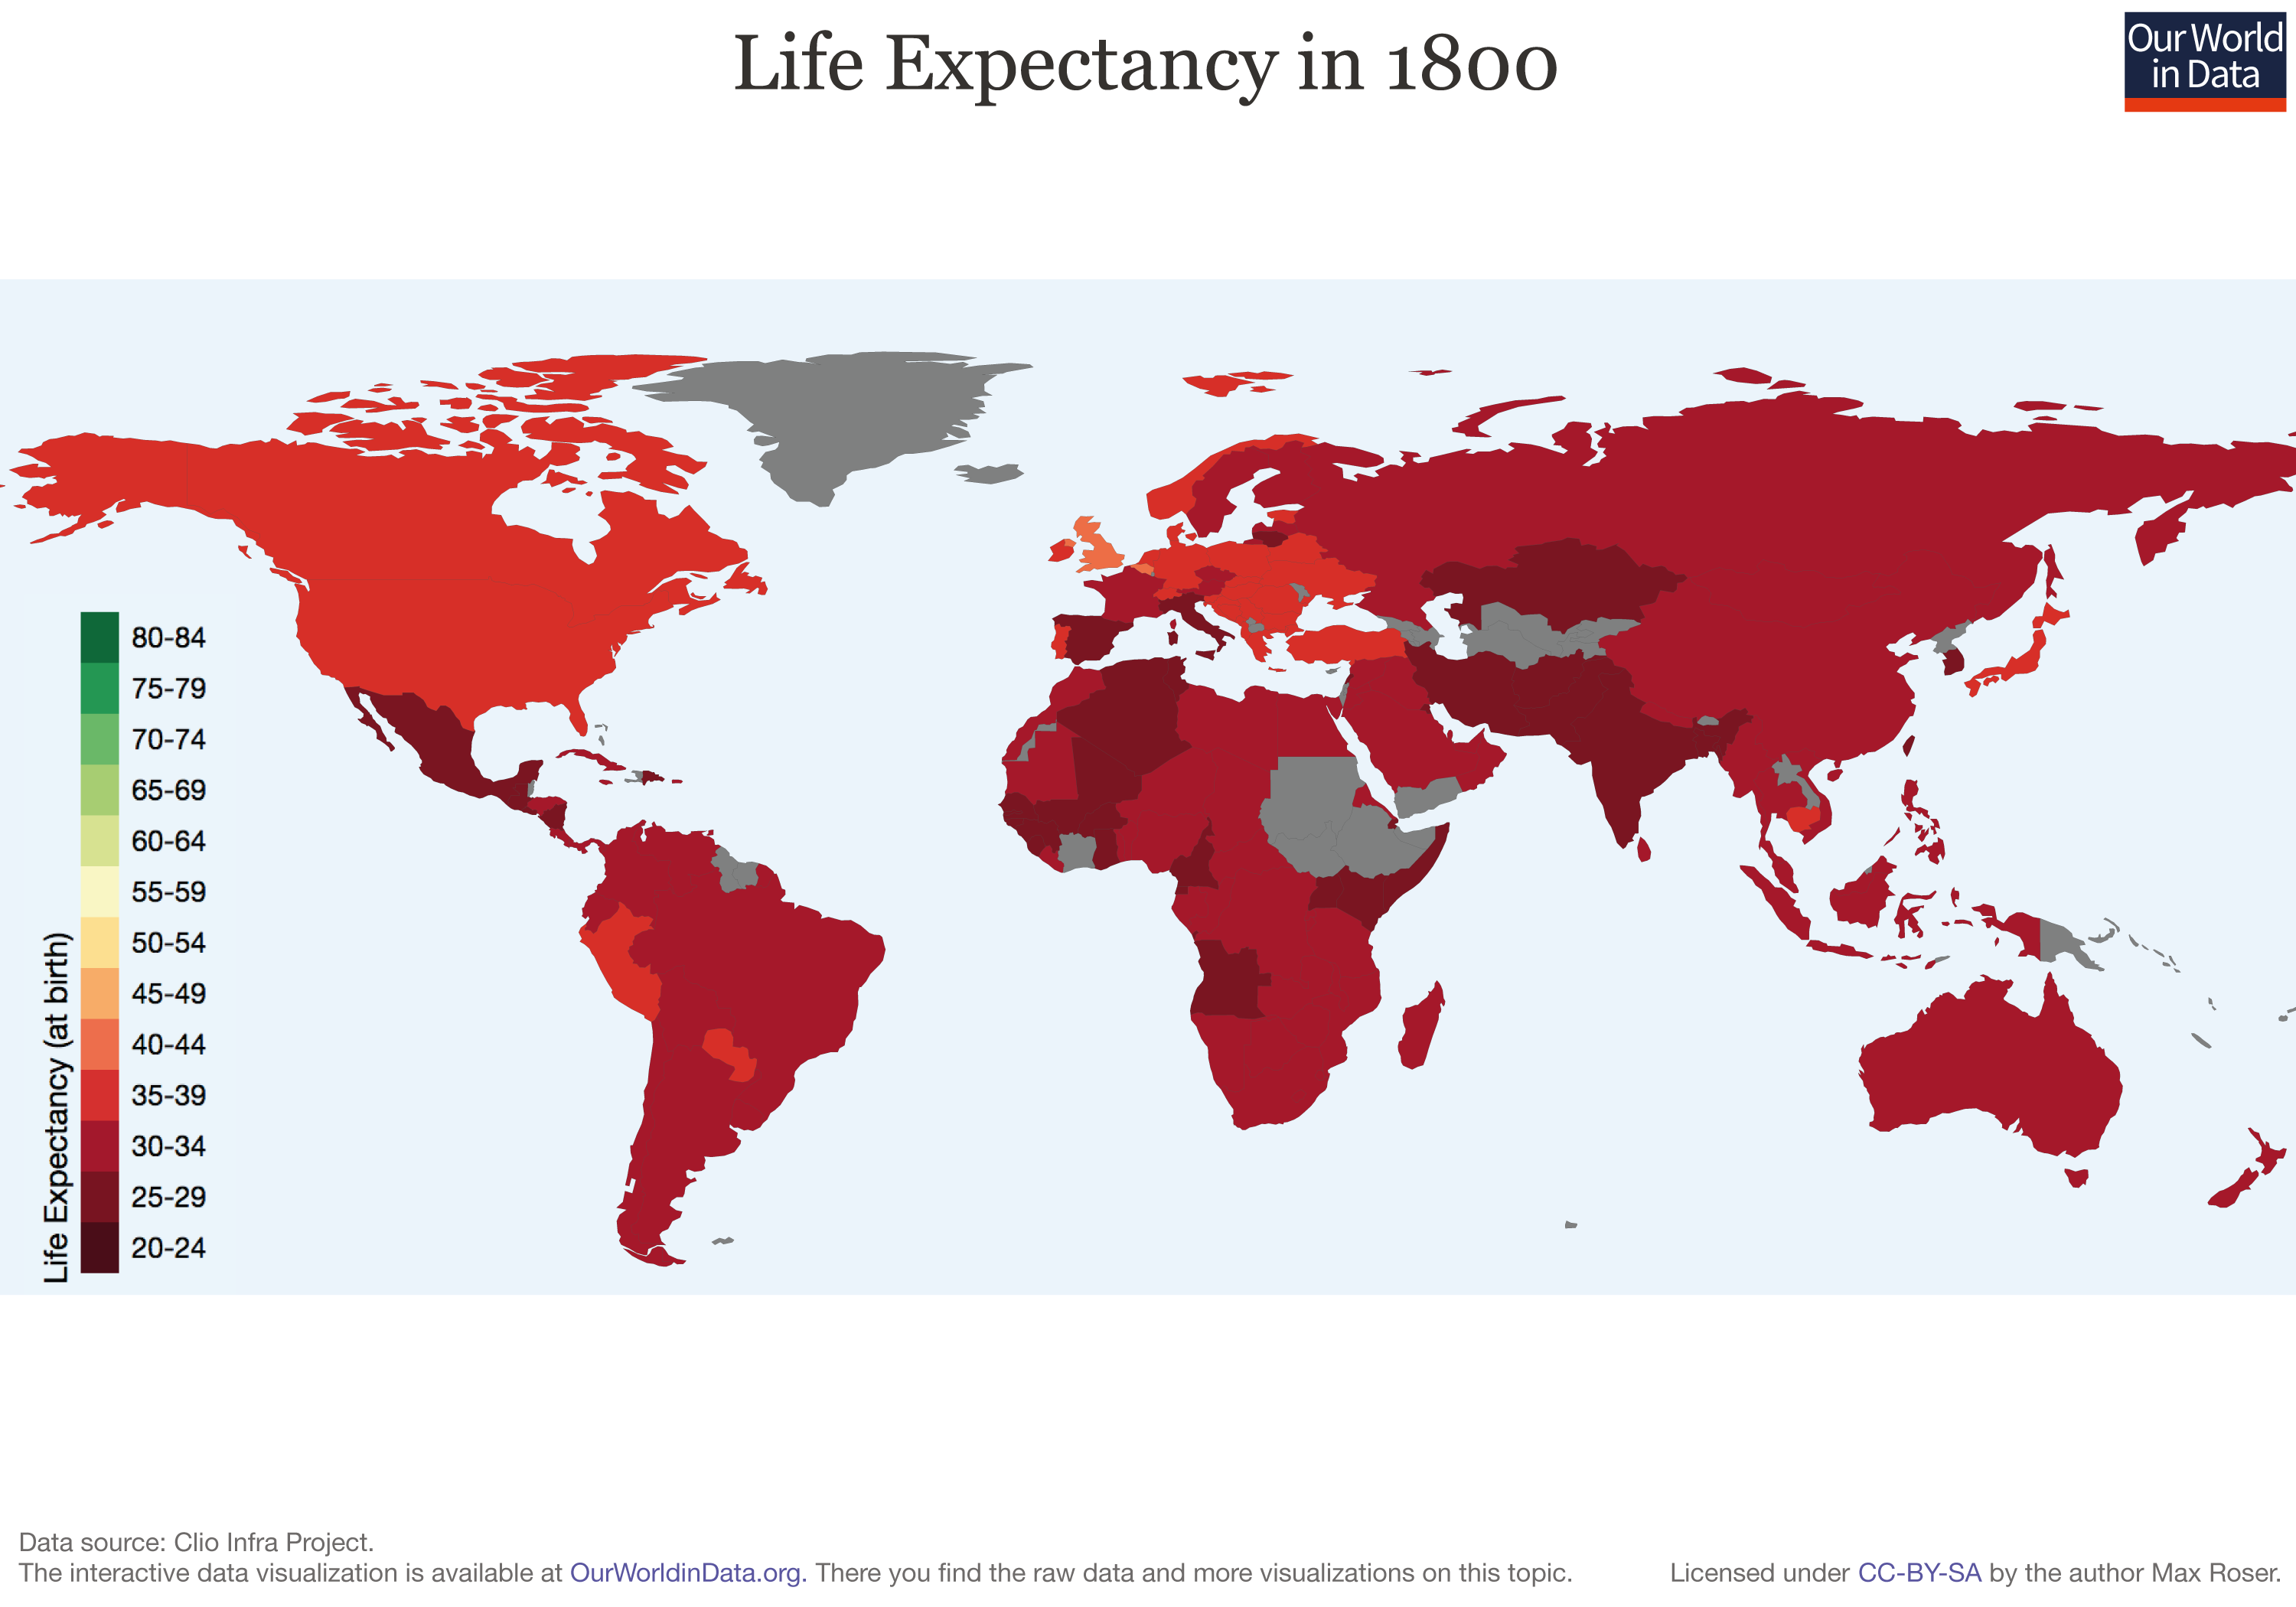 Life Expectancy in 1800
Our World
in Data
Life Expectancy (at birth)
80-84
75-79
70-74
65-69
60-64
55-59
50-54
45-49
40-44
35-39
30-34
25-29
20-24
Data source: Clio Infra Project.
The interactive data visualization is available at OurWorldinData.org. There you find the raw data and more visualizations on this topic.
Licensed under CC-BY-SA by the author Max Roser.